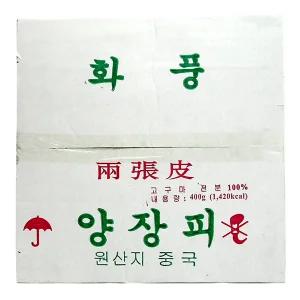 화 풍
兩張皮
고구마 전분 100%
내용량 : 400g (1,420kcal)
양장피
원산지 중국